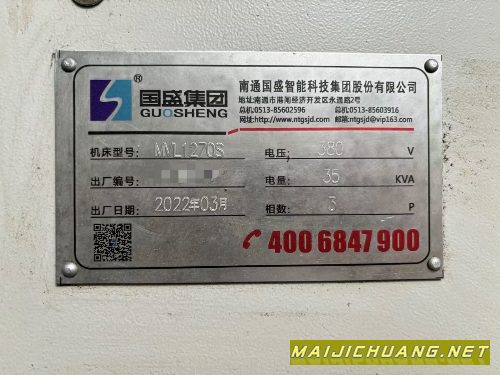 国盛集团
GUOSHENG
®
南通国盛智能科技集团股份有限公司
地址:南通市港闸经济开发区永通路2号
总机:0513-85602596 总机:0513-85603916
网址:http://www.ntgsjd.com 邮箱:ntgsjd@vip163.com
机床型号: 电压: 380 V
出厂编号: 电量: 35 KVA
出厂日期: 2022年03月 相数: 3 P
400 6847 900
MAIJICHUANG.NET